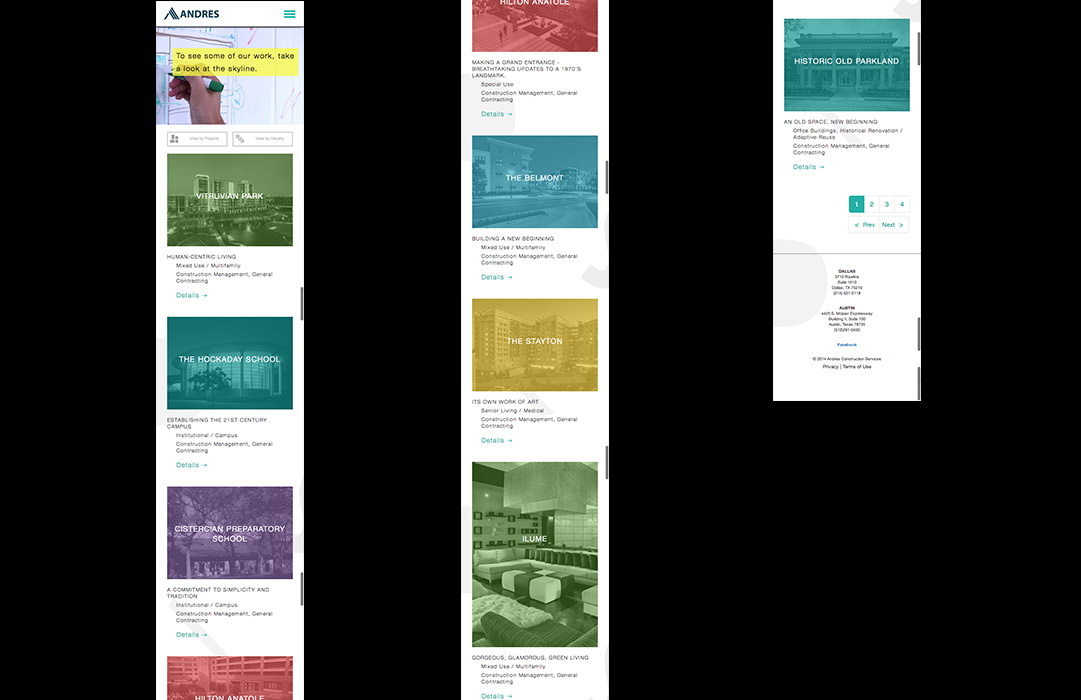 ANDRES
To see some of our work, take
a look at the skyline.
View by Projects
View by Industry
VITRUVIAN PARK
HUMAN-CENTRIC LIVING
Mixed Use / Multifamily
Construction Management, General
Contracting
Details →
THE HOCKADAY SCHOOL
ESTABLISHING THE 21ST CENTURY
CAMPUS
Institutional / Campus
Construction Management, General
Contracting
Details →
CISTERCIAN PREPARATORY
SCHOOL
A COMMITMENT TO SIMPLICITY AND
TRADITION
Institutional / Campus
Construction Management, General
Contracting
Details →
HILTON ANATOLE
HILTON ANATOLE
MAKING A GRAND ENTRANCE -
BREATHTAKING UPDATES TO A 1970'S
LANDMARK.
Special Use
Construction Management, General
Contracting
Details →
THE BELMONT
BUILDING A NEW BEGINNING
Mixed Use / Multifamily
Construction Management, General
Contracting
Details →
THE STAYTON
ITS OWN WORK OF ART
Senior Living / Medical
Construction Management, General
Contracting
Details →
ILUME
GORGEOUS, GLAMOROUS, GREEN LIVING
Mixed Use / Multifamily
Construction Management, General
Contracting
Details →
HISTORIC OLD PARKLAND
AN OLD SPACE, NEW BEGINNING
Office Buildings, Historical Renovation /
Adaptive Reuse
Construction Management, General
Contracting
Details →
1 2 3 4
< Prev Next >
DALLAS
3710 Rawlins
Suite 1510
Dallas, TX 75219
(214) 521-2118
AUSTIN
4425 S. Mopac Expressway
Building II, Suite 100
Austin, Texas 78735
(512)291-5430
Facebook
© 2014 Andres Construction Services
Privacy | Terms of Use